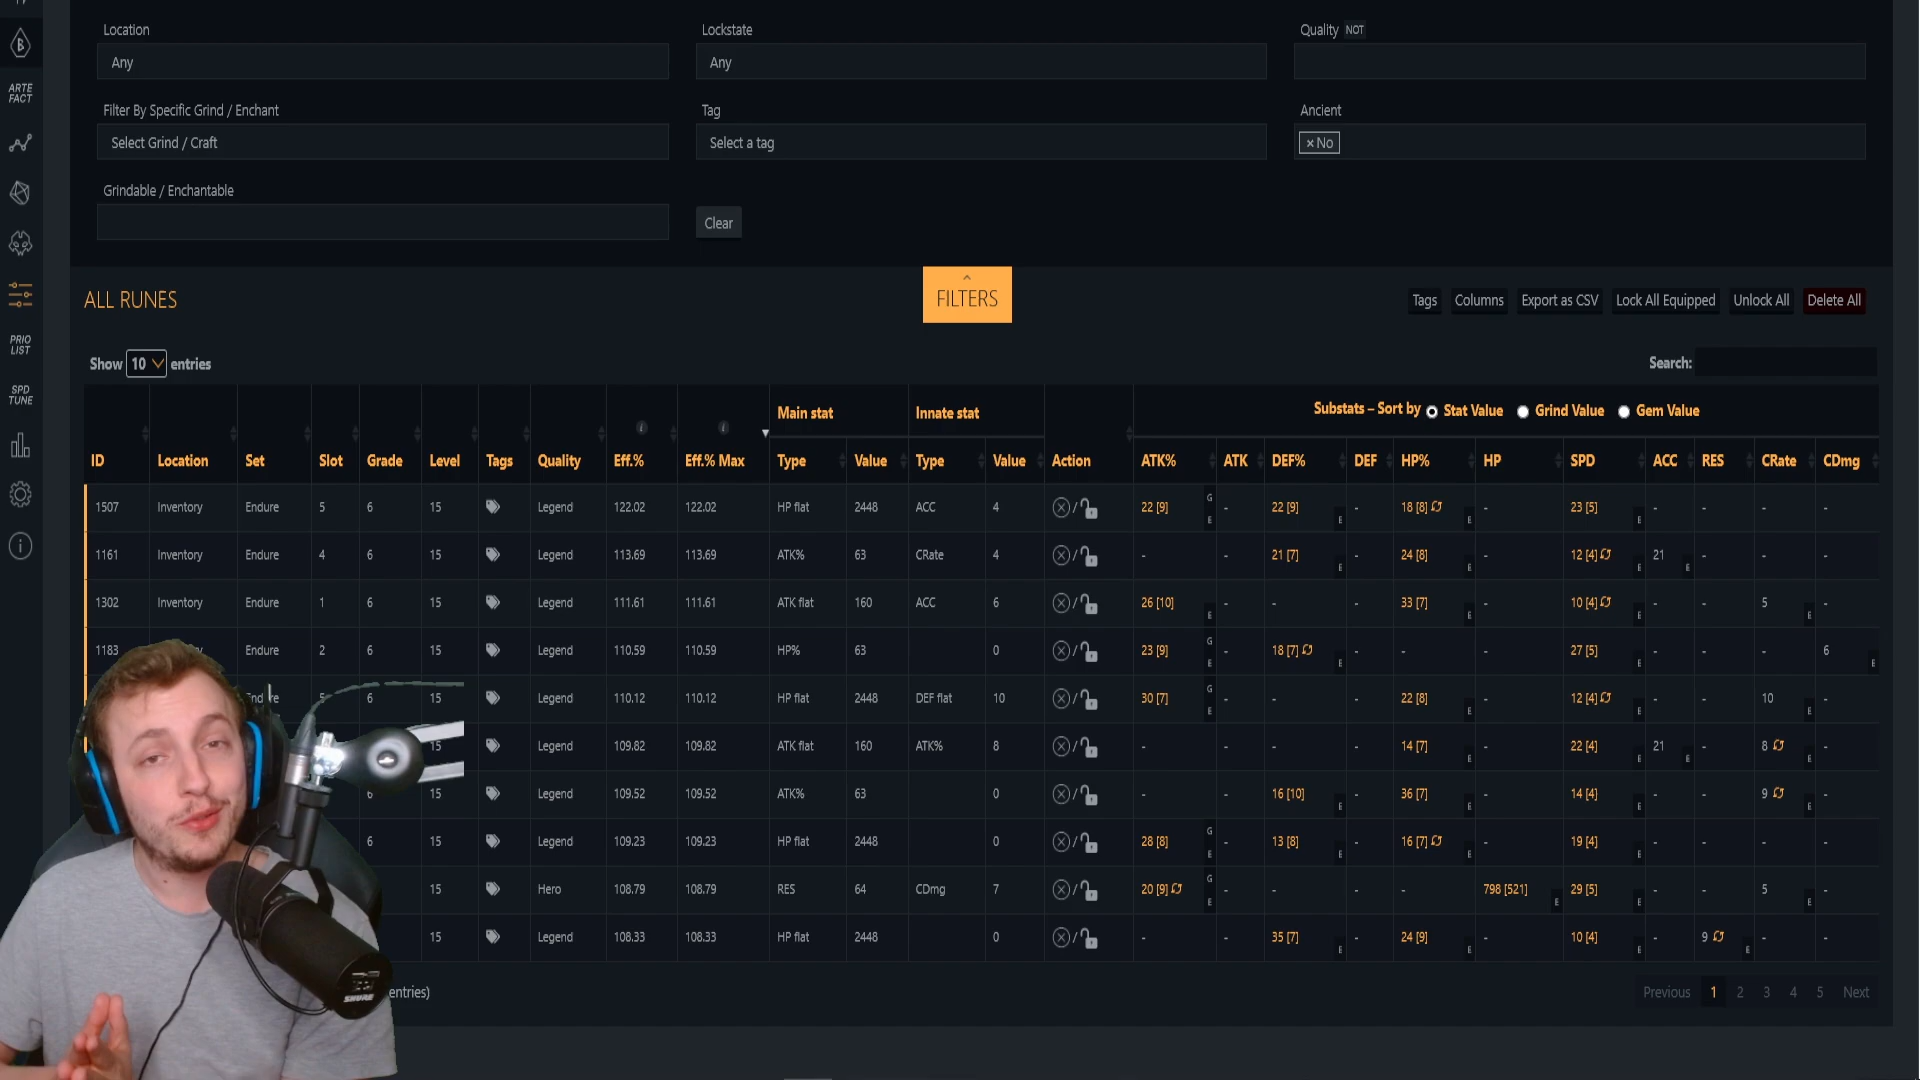 Location
Lockstate
Quality NOT
Any
Any
Filter By Specific Grind / Enchant
Tag
Ancient
Select Grind / Craft
Select a tag
× No
Grindable / Enchantable
Clear
ARTE
FACT
PRIO
LIST
SPD
TUNE
ALL RUNES
FILTERS
Tags Columns Export as CSV Lock All Equipped Unlock All Delete All
Show 10 entries
Search:
Main stat Innate stat Substats – Sort by Stat Value Grind Value Gem Value
ID Location Set Slot Grade Level Tags Quality Eff.% Eff.% Max Type Value Type Value Action ATK% ATK DEF% DEF HP% HP SPD ACC RES CRate CDmg
1507 Inventory Endure 5 6 15 Legend 122.02 122.02 HP flat 2448 ACC 4 / 22 [9] G E - 22 [9] E - 18 [8] E - 23 [5] E - - - -
1161 Inventory Endure 4 6 15 Legend 113.69 113.69 ATK% 63 CRate 4 / - - 21 [7] E - 24 [8] E - 12 [4] E 21 E - - -
1302 Inventory Endure 1 6 15 Legend 111.61 111.61 ATK flat 160 ACC 6 / 26 [10] E - - - 33 [7] E - 10 [4] E - - 5 E -
1183 Endure 2 6 15 Legend 110.59 110.59 HP% 63 0 / 23 [9] G E - 18 [7] E - - - 27 [5] E - - - 6 E
6 15 Legend 110.12 110.12 HP flat 2448 DEF flat 10 / 30 [7] G E - - - 22 [8] E - 12 [4] E - - 10 E -
15 Legend 109.82 109.82 ATK flat 160 ATK% 8 / - - - - 14 [7] E - 22 [4] E 21 E - 8 E -
6 15 Legend 109.52 109.52 ATK% 63 0 / - - 16 [10] E - 36 [7] E - 14 [4] E - - 9 E -
6 15 Legend 109.23 109.23 HP flat 2448 0 / 28 [8] G E - 13 [8] E - 16 [7] E - 19 [4] E - - - -
15 Hero 108.79 108.79 RES 64 CDmg 7 / 20 [9] G E - - - - 798 [521] E 29 [5] E - - 5 E -
15 Legend 108.33 108.33 HP flat 2448 0 / - - 35 [7] E - 24 [9] E - 10 [4] E - 9 E - -
entries)
Previous 1 2 3 4 5 Next
SHURE